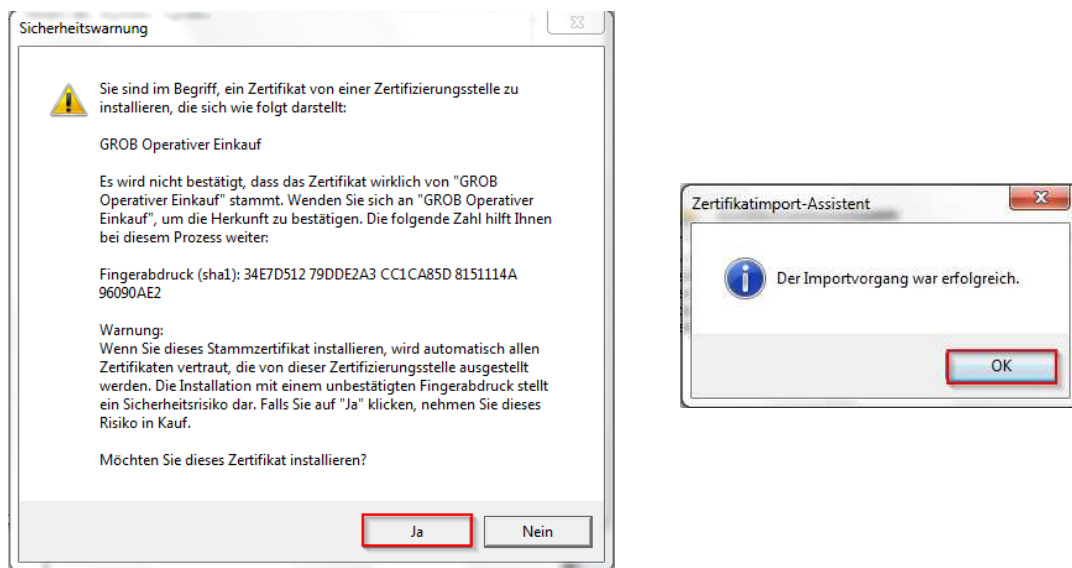 Sicherheitswarnung
Sie sind im Begriff, ein Zertifikat von einer Zertifizierungsstelle zu
installieren, die sich wie folgt darstellt:
GROB Operativer Einkauf
Es wird nicht bestätigt, dass das Zertifikat wirklich von "GROB
Operativer Einkauf" stammt. Wenden Sie sich an "GROB Operativer
Einkauf", um die Herkunft zu bestätigen. Die folgende Zahl hilft Ihnen
bei diesem Prozess weiter:
Fingerabdruck (sha1): 34E7D512 79DDE2A3 CC1CA85D 8151114A
96090AE2
Warnung:
Wenn Sie dieses Stammzertifikat installieren, wird automatisch allen
Zertifikaten vertraut, die von dieser Zertifizierungsstelle ausgestellt
werden. Die Installation mit einem unbestätigten Fingerabdruck stellt
ein Sicherheitsrisiko dar. Falls Sie auf "Ja" klicken, nehmen Sie dieses
Risiko in Kauf.
Möchten Sie dieses Zertifikat installieren?
Ja
Nein
Zertifikatimport-Assistent
Der Importvorgang war erfolgreich.
OK